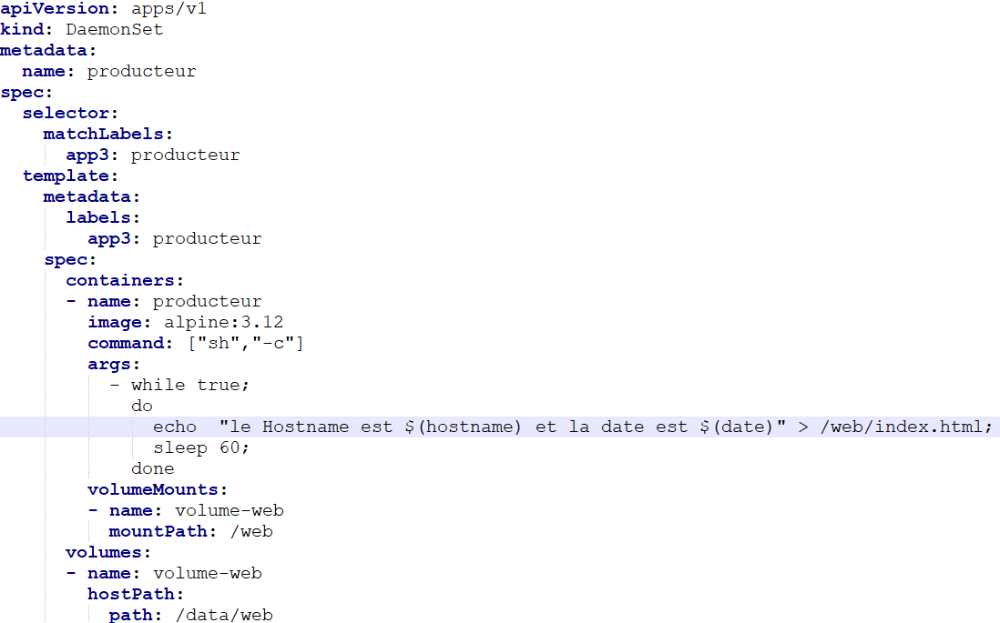 apiVersion: apps/v1
kind: DaemonSet
metadata:
  name: producteur
spec:
  selector:
    matchLabels:
      app3: producteur
  template:
    metadata:
      labels:
        app3: producteur
    spec:
      containers:
      - name: producteur
        image: alpine:3.12
        command: ["sh","-c"]
        args:
          - while true;
            do
              echo  "le Hostname est $(hostname) et la date est $(date)" > /web/index.html;
              sleep 60;
            done
        volumeMounts:
        - name: volume-web
          mountPath: /web
      volumes:
      - name: volume-web
        hostPath:
          path: /data/web